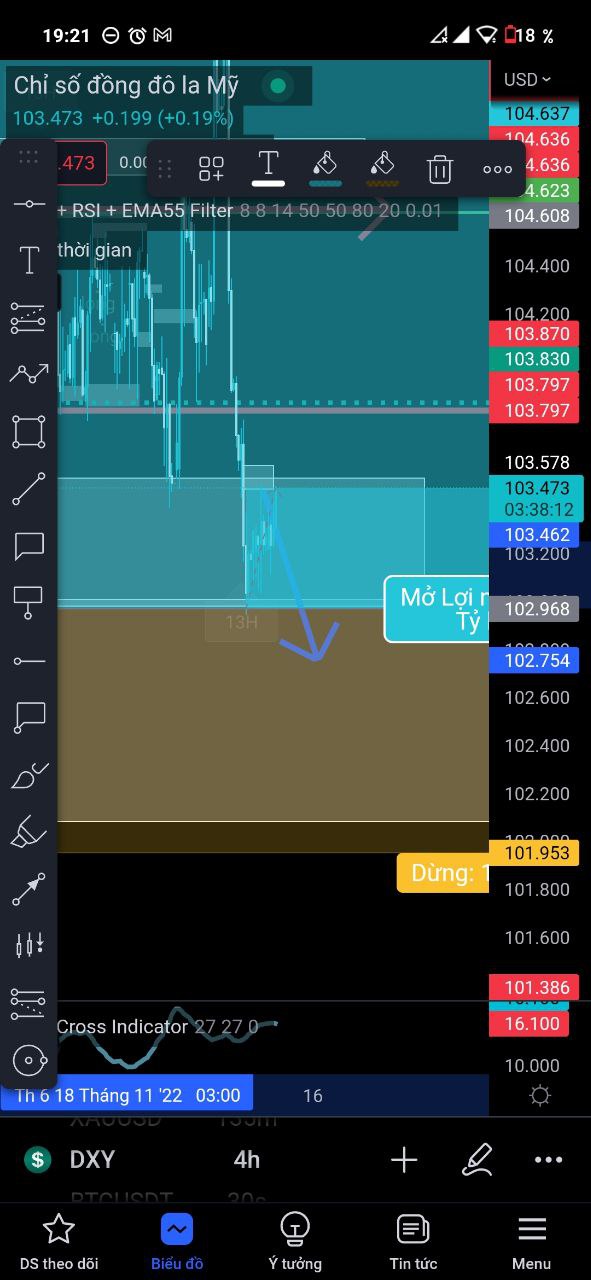 19:21
18 %
Chỉ số đồng đô la Mỹ
USD
103.473 +0.199 (+0.19%)
104.637
104.636
.473
0.00
T
4.636
4.623
+ RSI + EMA55 Filter 8 8 14 50 50 80 20 0.01
104.608
thời gian
104.400
104.200
103.870
103.830
103.797
103.797
103.578
103.473
03:38:12
103.462
103.200
Mở Lợi
Tỷ
102.968
13H
102.754
102.600
102.400
102.200
101.953
Dừng: 1
101.800
101.600
101.386
Cross Indicator 27 27 0
16.100
10.000
Th 6 18 Tháng 11 '22 03:00
16
XAUUSD 135m
DXY 4h
BTCUSDT 30s
DS theo dõi
Biểu đồ
Ý tưởng
Tin tức
Menu